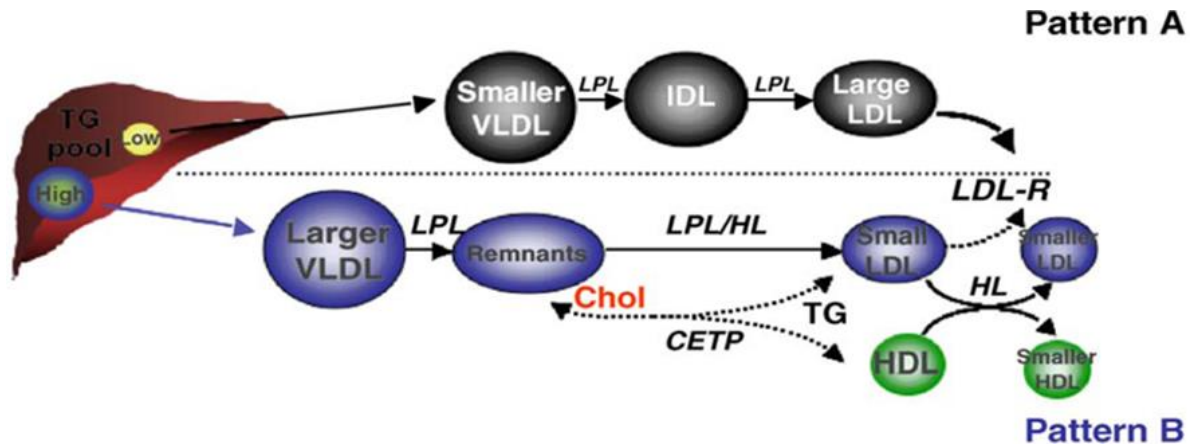 Pattern A
TG
pool
Low
High
Smaller
VLDL
LPL
IDL
LPL
Large
LDL
LDL-R
Larger
VLDL
LPL
Remnants
LPL/HL
Small
LDL
Smaller
LDL
Chol
CETP
TG
HL
HDL
Smaller
HDL
Pattern B